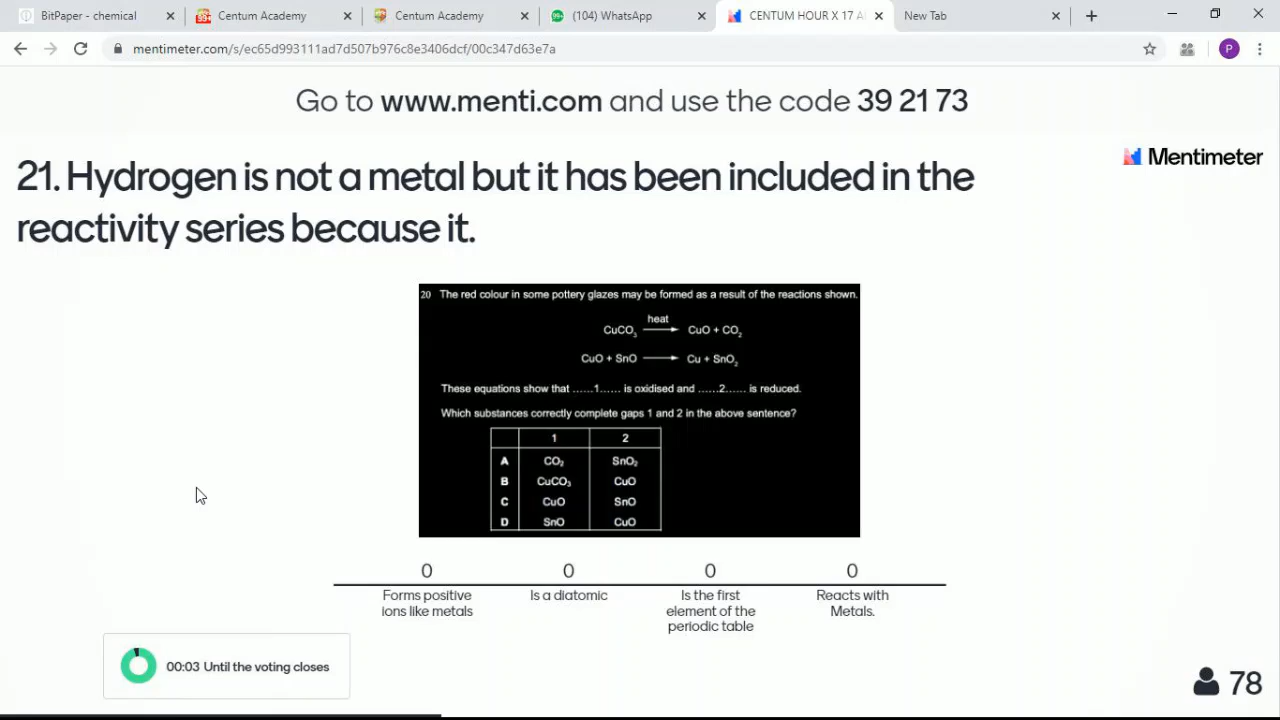 BitPaper - chemical
Centum Academy
Centum Academy
(104) WhatsApp
CENTUM HOUR X 17 A
New Tab
mentimeter.com/s/ec65d993111ad7d507b976c8e3406dcf/00c347d63e7a
P
Go to www.menti.com and use the code 39 21 73
Mentimeter
21. Hydrogen is not a metal but it has been included in the
reactivity series because it.
20 The red colour in some pottery glazes may be formed as a result of the reactions shown.
heat
CuCO₃ → CuO + CO₂
CuO + SnO → Cu + SnO₂
These equations show that ......1...... is oxidised and ......2...... is reduced.
Which substances correctly complete gaps 1 and 2 in the above sentence?
1 2
A CO₂ SnO₂
B CuCO₃ CuO
C CuO SnO
D SnO CuO
0 0 0 0
Forms positive
ions like metals
Is a diatomic
Is the first
element of the
periodic table
Reacts with
Metals.
00:03 Until the voting closes
78